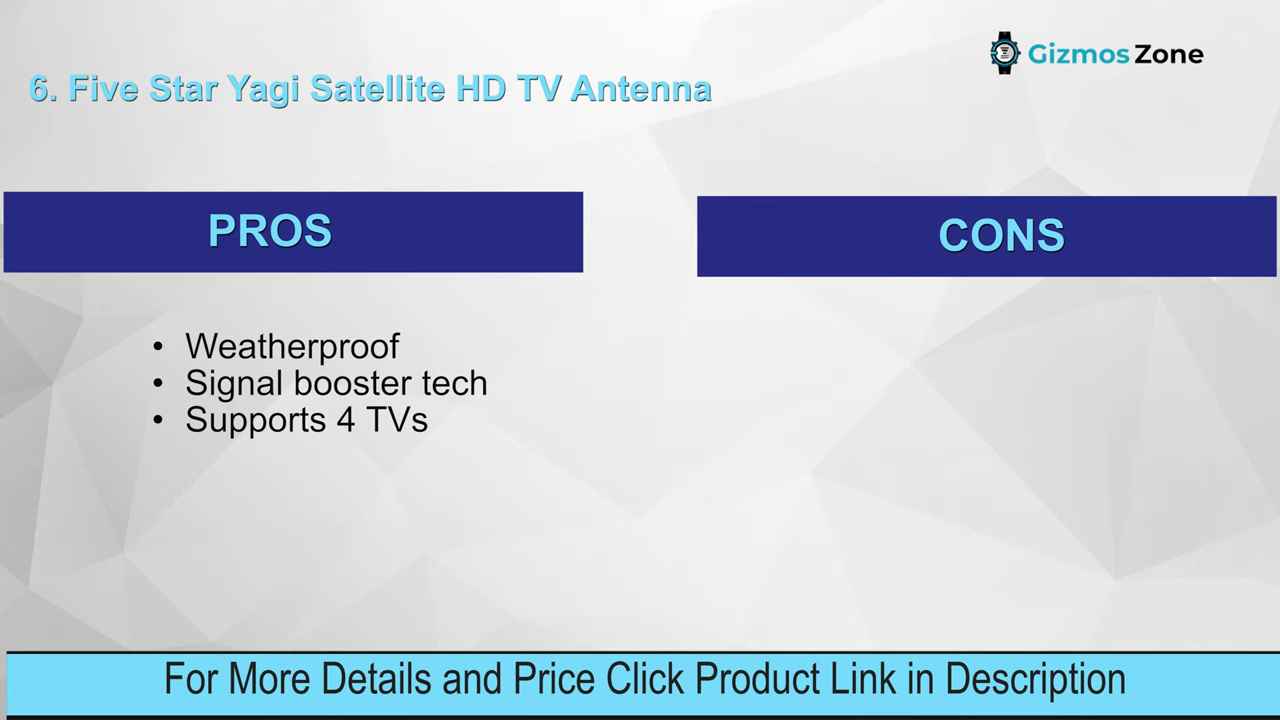 Gizmos Zone
6. Five Star Yagi Satellite HD TV Antenna
PROS
CONS
• Weatherproof
• Signal booster tech
• Supports 4 TVs
For More Details and Price Click Product Link in Description